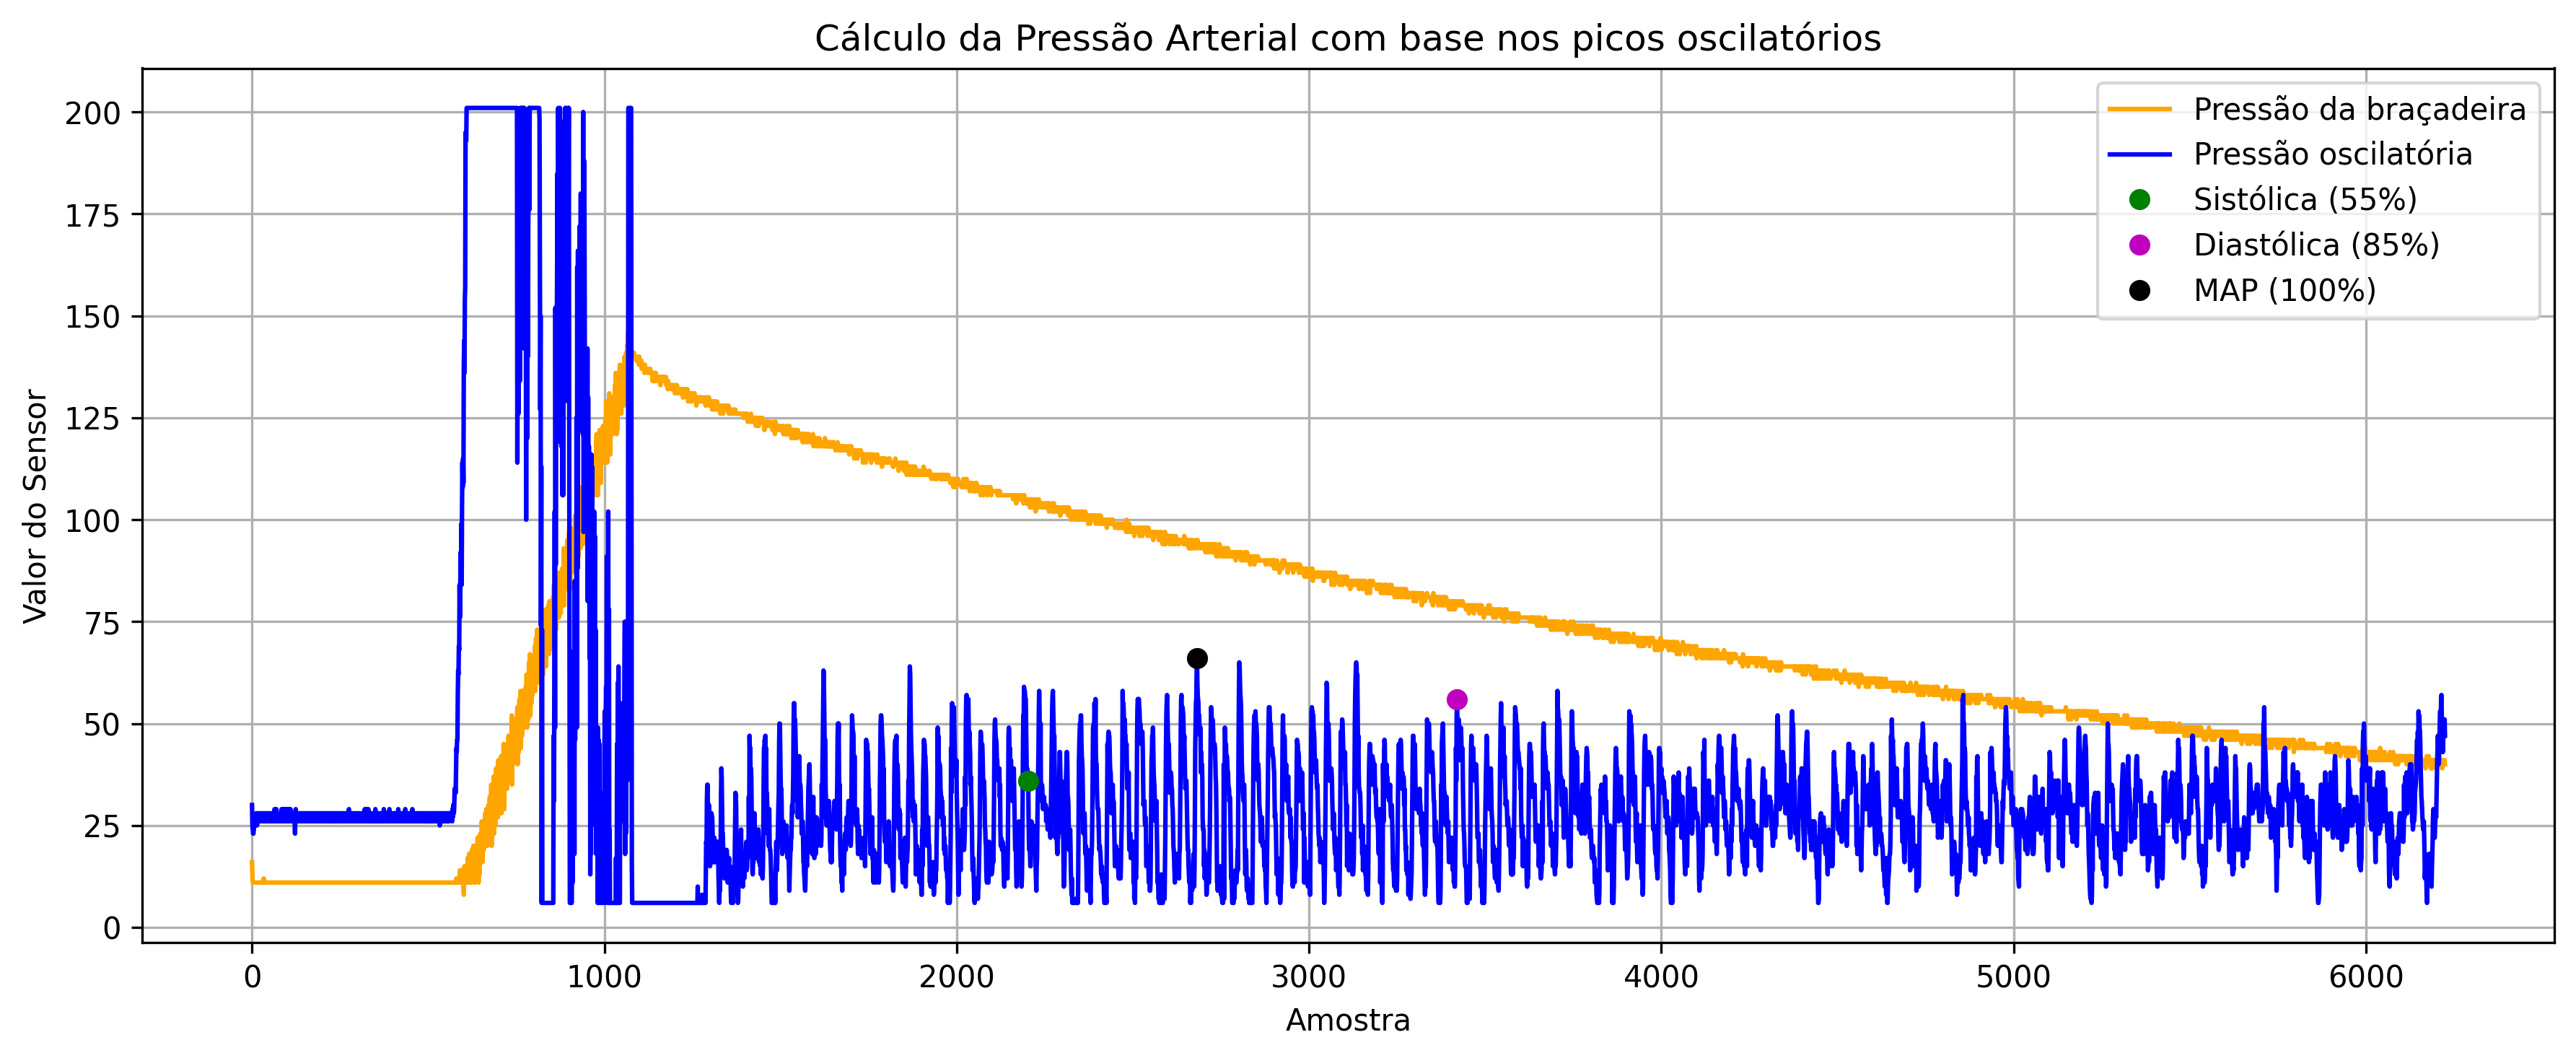 Cálculo da Pressão Arterial com base nos picos oscilatórios
Valor do Sensor
200
175
150
125
100
75
50
25
0
Pressão da braçadeira
Pressão oscilatória
Sistólica (55%)
Diastólica (85%)
MAP (100%)
0 1000 2000 3000 4000 5000 6000
Amostra